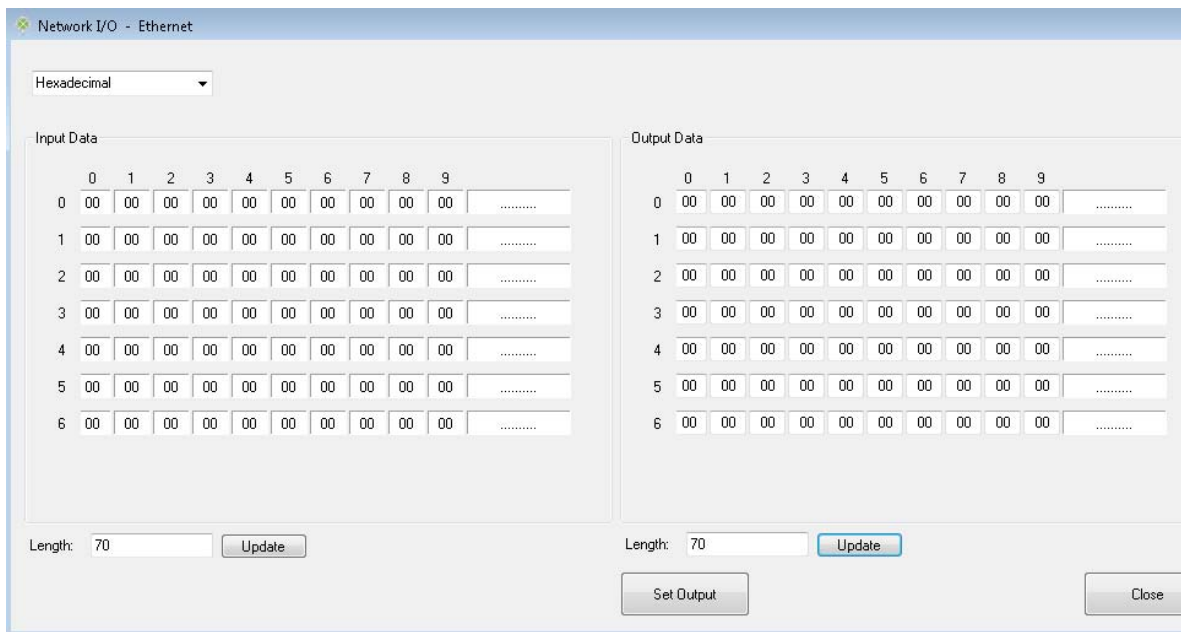 Network I/O - Ethernet
Hexadecimal
Input Data
0 1 2 3 4 5 6 7 8 9
0 00 00 00 00 00 00 00 00 00 00 ..........
1 00 00 00 00 00 00 00 00 00 00 ..........
2 00 00 00 00 00 00 00 00 00 00 ..........
3 00 00 00 00 00 00 00 00 00 00 ..........
4 00 00 00 00 00 00 00 00 00 00 ..........
5 00 00 00 00 00 00 00 00 00 00 ..........
6 00 00 00 00 00 00 00 00 00 00 ..........
Length: 70 Update
Output Data
0 1 2 3 4 5 6 7 8 9
0 00 00 00 00 00 00 00 00 00 00 ..........
1 00 00 00 00 00 00 00 00 00 00 ..........
2 00 00 00 00 00 00 00 00 00 00 ..........
3 00 00 00 00 00 00 00 00 00 00 ..........
4 00 00 00 00 00 00 00 00 00 00 ..........
5 00 00 00 00 00 00 00 00 00 00 ..........
6 00 00 00 00 00 00 00 00 00 00 ..........
Length: 70 Update
Set Output Close